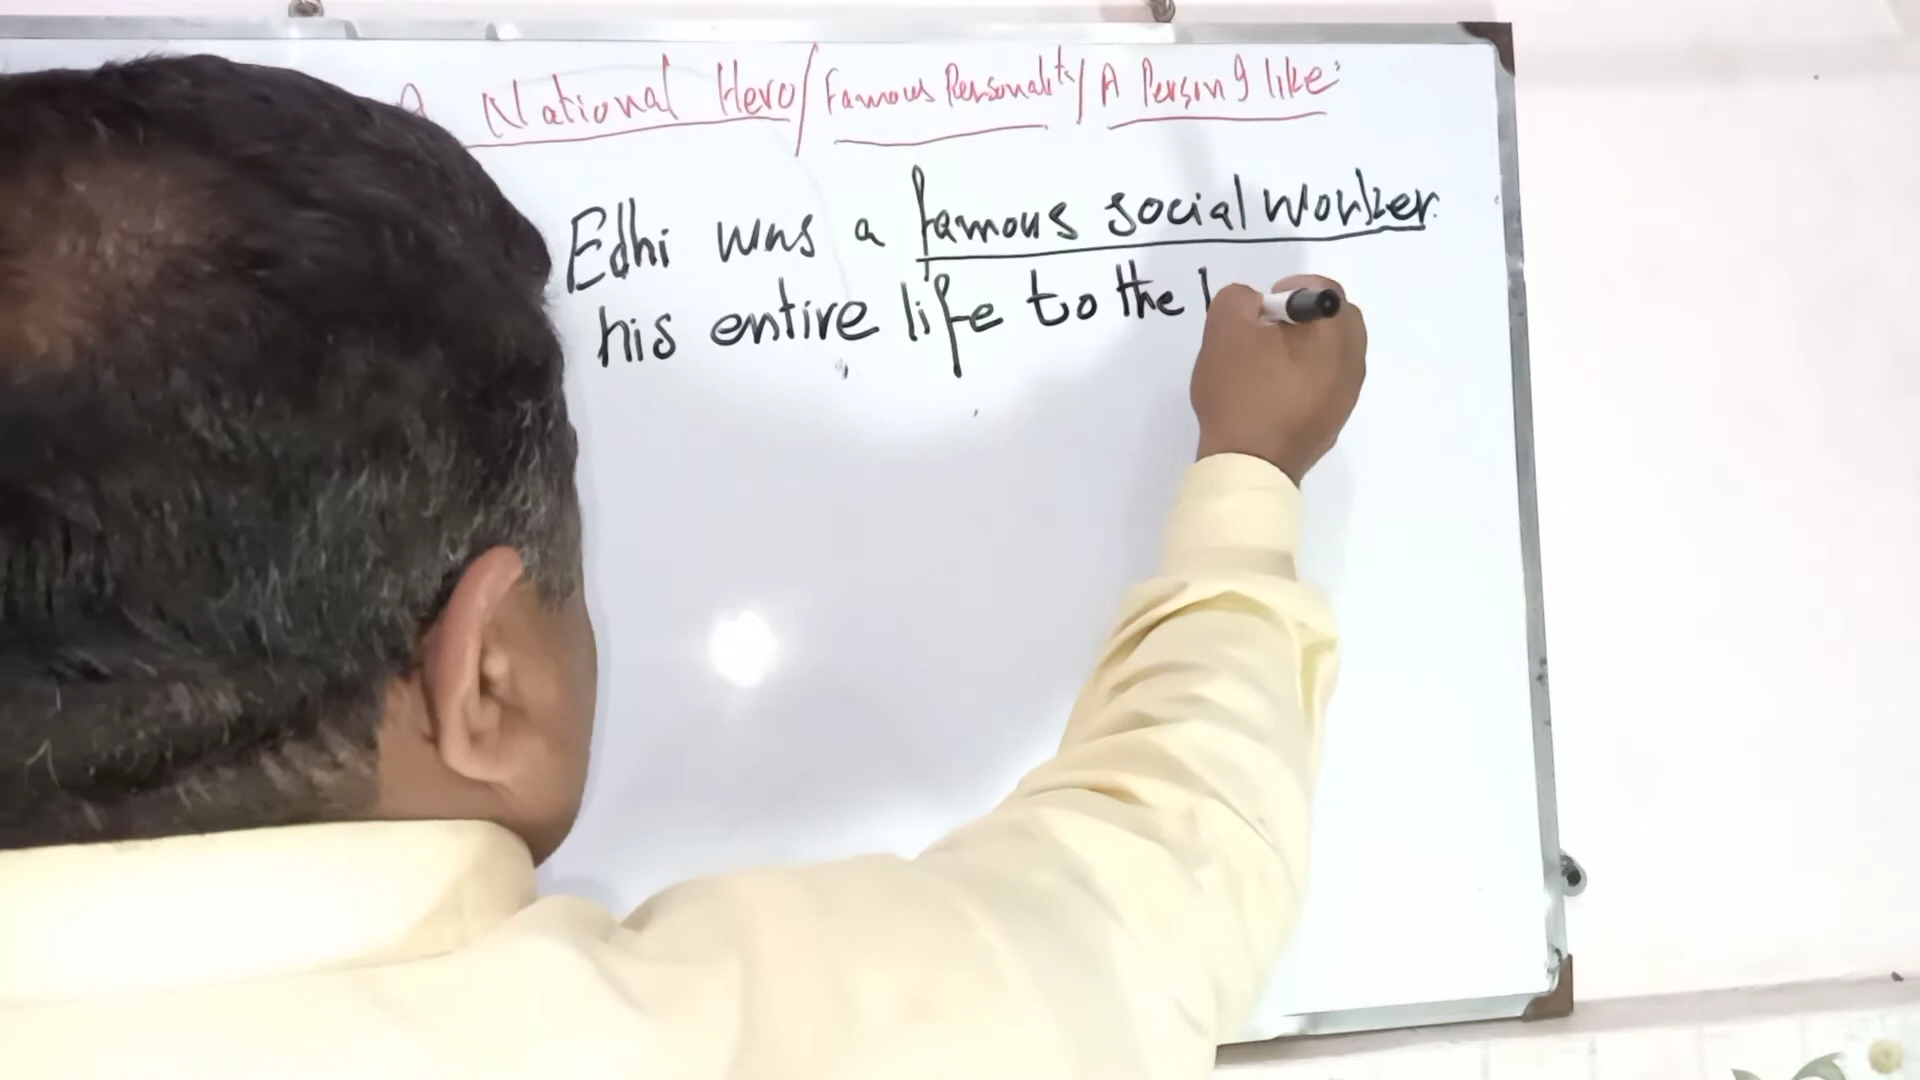 National Hero/Famous Personality/A Person I like:
Edhi was a famous social worker.
his entire life to the